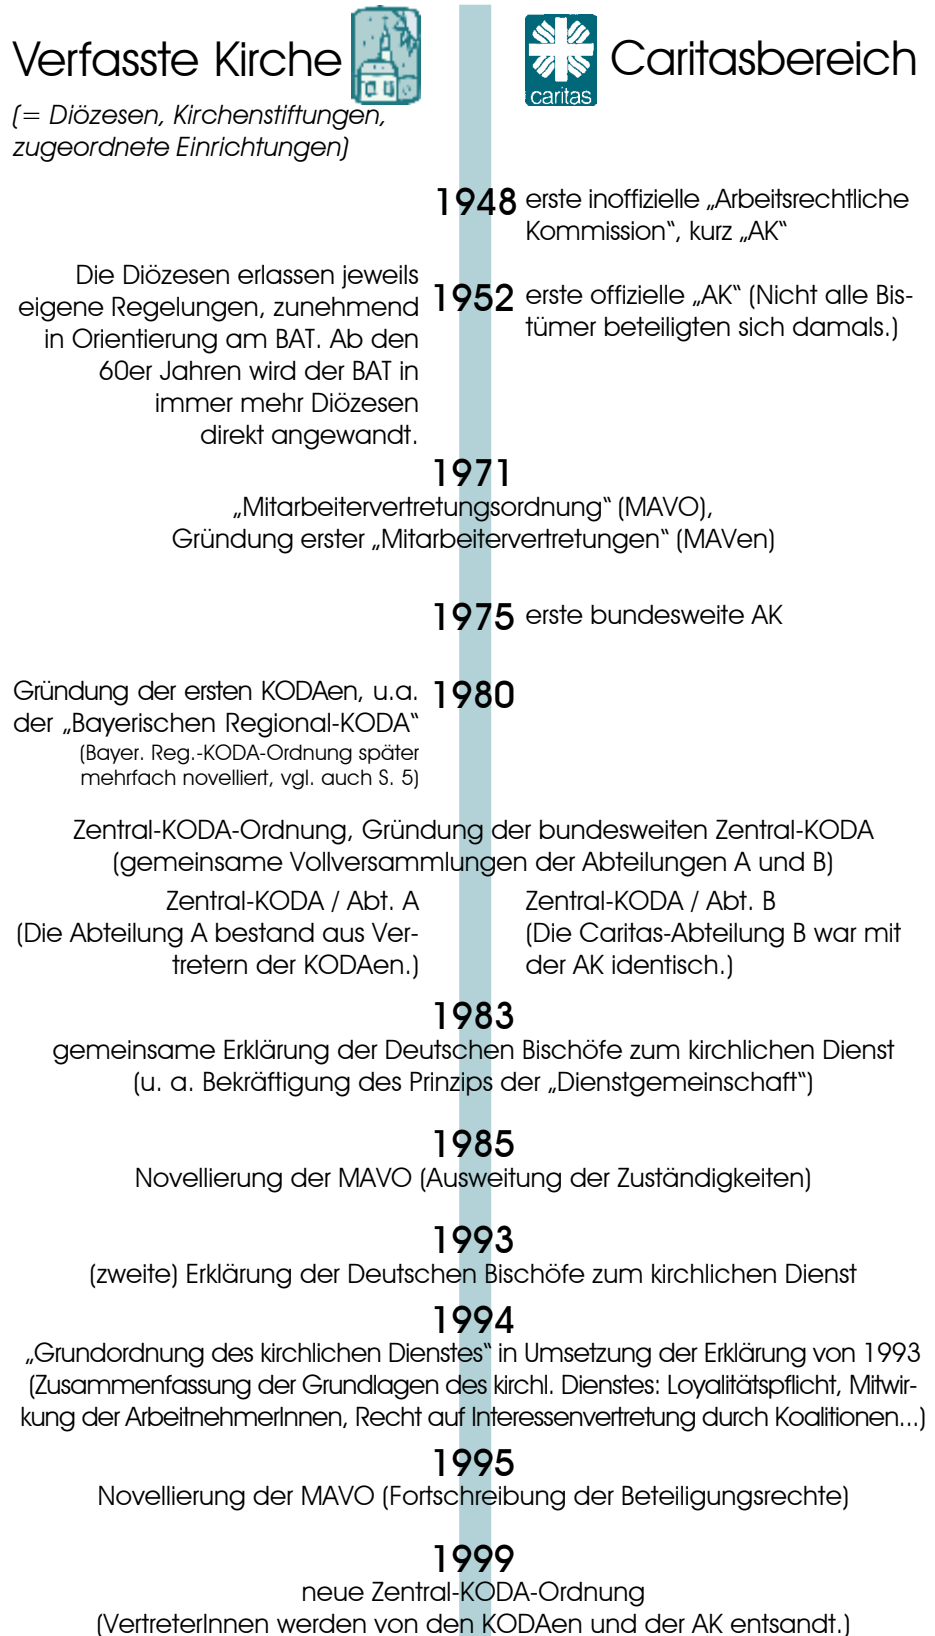 Verfasste Kirche
(= Diözesen, Kirchenstiftungen,
zugeordnete Einrichtungen)
caritas
Caritasbereich
1948 erste inoffizielle „Arbeitsrechtliche
Kommission“, kurz „AK“
Die Diözesen erlassen jeweils
eigene Regelungen, zunehmend
in Orientierung am BAT. Ab den
60er Jahren wird der BAT in
immer mehr Diözesen
direkt angewandt.
1952 erste offizielle „AK“ (Nicht alle Bis-
tümer beteiligten sich damals.)
1971
„Mitarbeitervertretungsordnung“ (MAVO),
Gründung erster „Mitarbeitervertretungen“ (MAVen)
1975 erste bundesweite AK
Gründung der ersten KODAen, u.a. 1980
der „Bayerischen Regional-KODA“
(Bayer. Reg.-KODA-Ordnung später
mehrfach novelliert, vgl. auch S. 5)
Zentral-KODA-Ordnung, Gründung der bundesweiten Zentral-KODA
(gemeinsame Vollversammlungen der Abteilungen A und B)
Zentral-KODA / Abt. A
(Die Abteilung A bestand aus Ver-
tretern der KODAen.)
Zentral-KODA / Abt. B
(Die Caritas-Abteilung B war mit
der AK identisch.)
1983
gemeinsame Erklärung der Deutschen Bischöfe zum kirchlichen Dienst
(u. a. Bekräftigung des Prinzips der „Dienstgemeinschaft“)
1985
Novellierung der MAVO (Ausweitung der Zuständigkeiten)
1993
(zweite) Erklärung der Deutschen Bischöfe zum kirchlichen Dienst
1994
„Grundordnung des kirchlichen Dienstes“ in Umsetzung der Erklärung von 1993
(Zusammenfassung der Grundlagen des kirchl. Dienstes: Loyalitätspflicht, Mitwir-
kung der ArbeitnehmerInnen, Recht auf Interessenvertretung durch Koalitionen...)
1995
Novellierung der MAVO (Fortschreibung der Beteiligungsrechte)
1999
neue Zentral-KODA-Ordnung
(VertreterInnen werden von den KODAen und der AK entsandt.)